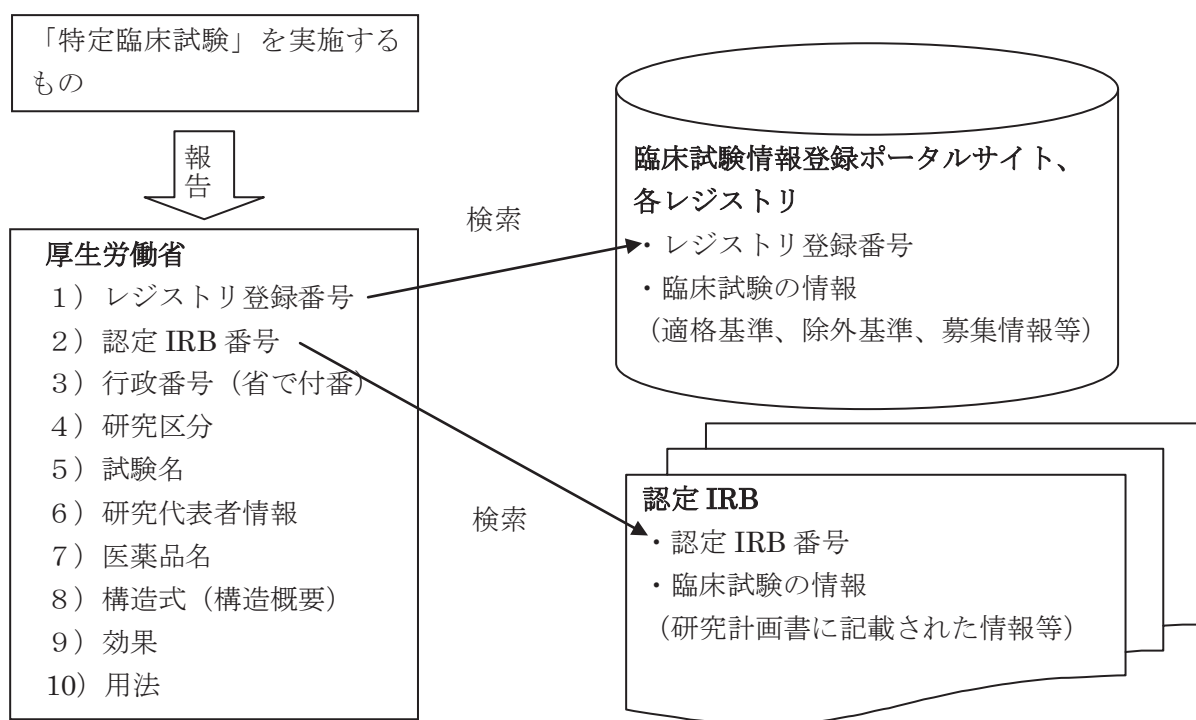 「特定臨床試験」を実施する
もの
報
告
厚生労働省
1）レジストリ登録番号
2）認定 IRB 番号
3）行政番号（省で付番）
4）研究区分
5）試験名
6）研究代表者情報
7）医薬品名
8）構造式（構造概要）
9）効果
10）用法
検索
検索
臨床試験情報登録ポータルサイト、
各レジストリ
・レジストリ登録番号
・臨床試験の情報
（適格基準、除外基準、募集情報等）
認定 IRB
・認定 IRB 番号
・臨床試験の情報
（研究計画書に記載された情報等）